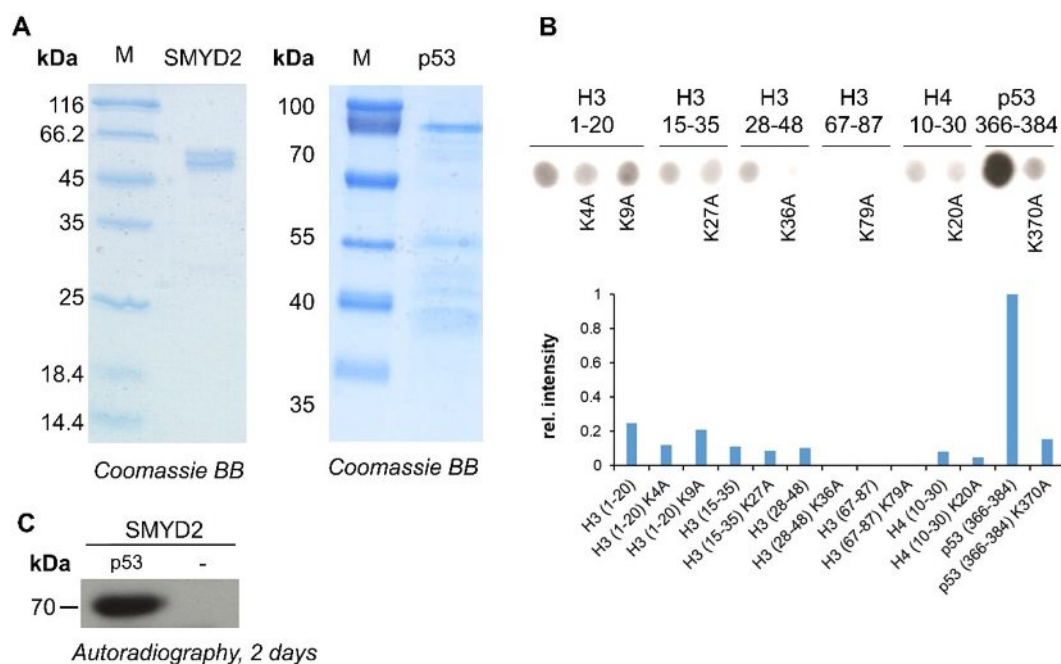 A
kDa M SMYD2
116
66.2
45
35
25
18.4
14.4
Coomassie BB
kDa M p53
100
70
55
40
35
Coomassie BB
B
H3 H3 H3 H3 H4 p53
1-20 15-35 28-48 67-87 10-30 366-384
K4A K9A K27A K36A K79A K20A K370A
rel. intensity
1
0.8
0.6
0.4
0.2
0
H3 (1-20)
H3 (1-20) K4A
H3 (1-20) K9A
H3 (15-35)
H3 (15-35) K27A
H3 (28-48)
H3 (28-48) K36A
H3 (67-87)
H3 (67-87) K79A
H4 (10-30)
H4 (10-30) K20A
p53 (366-384)
p53 (366-384) K370A
C
SMYD2
kDa p53 -
70
Autoradiography, 2 days